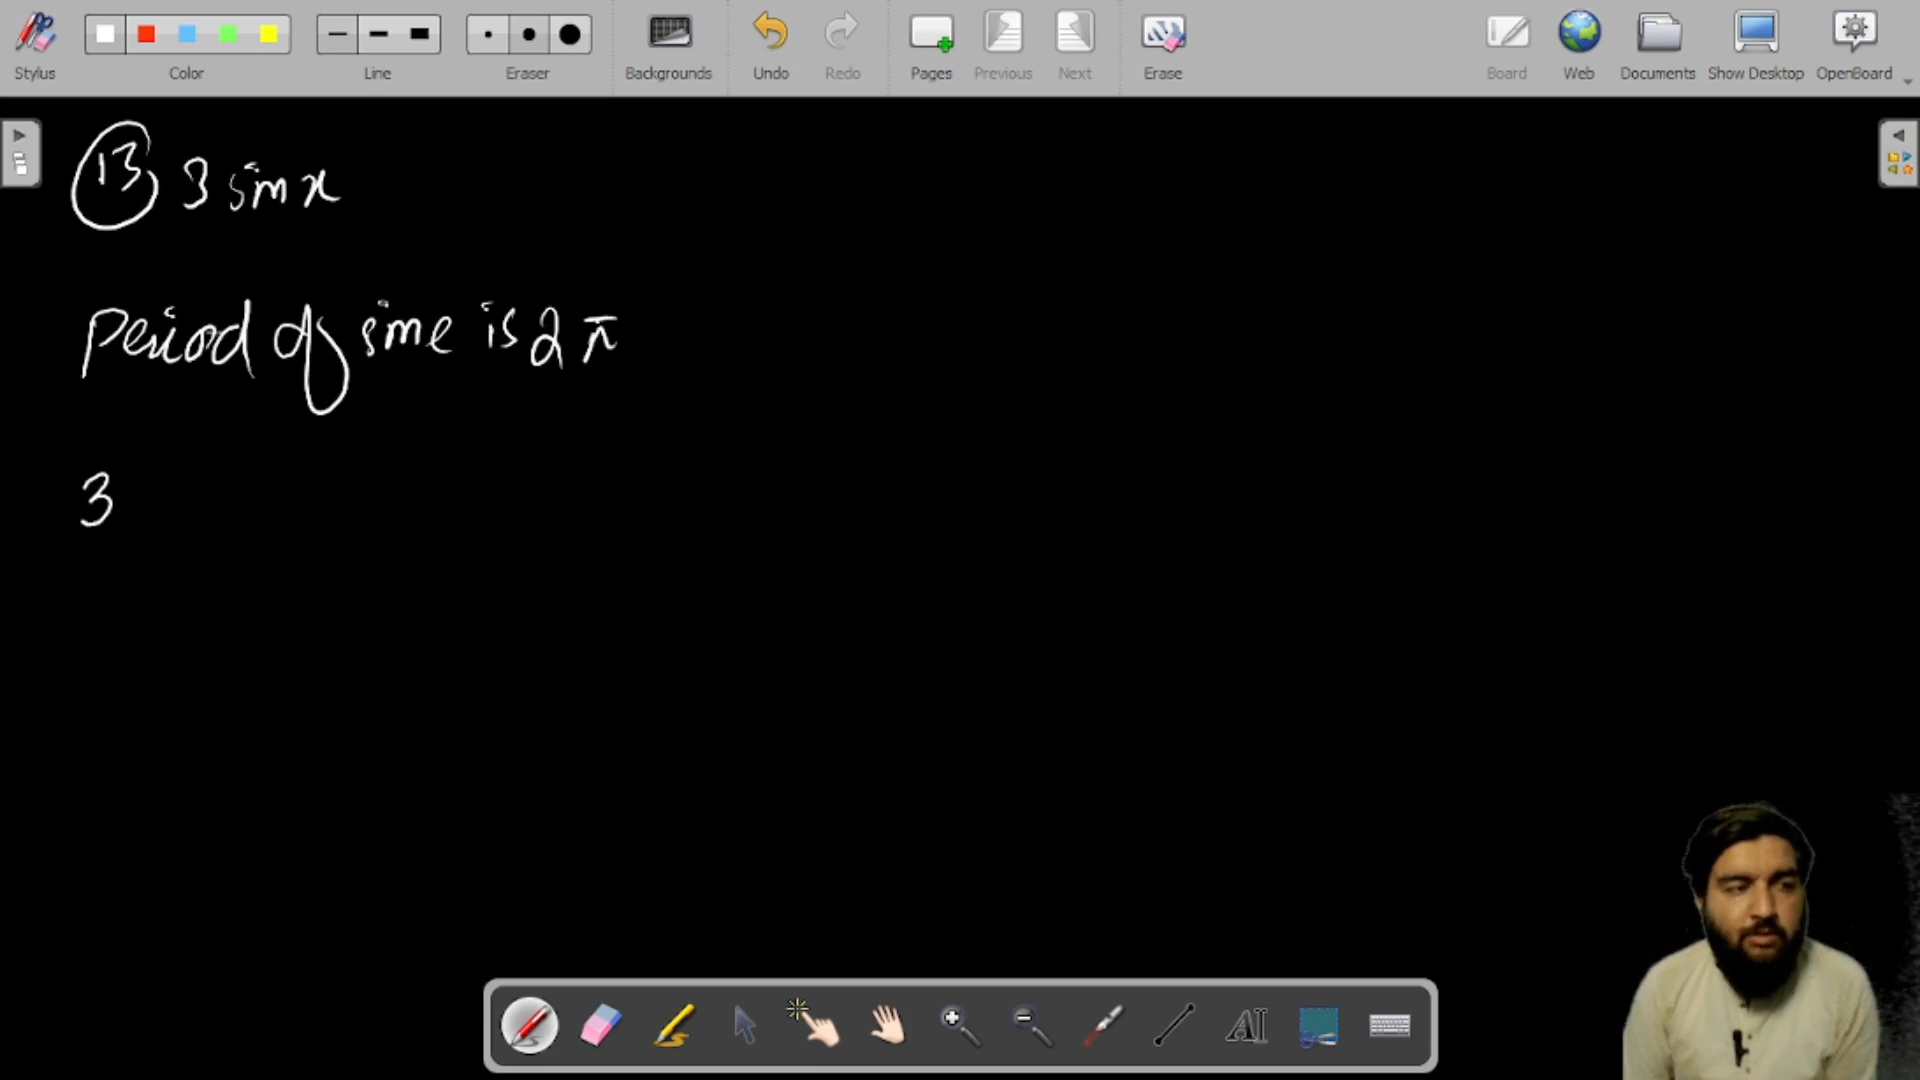 Stylus Color Line Eraser Backgrounds Undo Redo Pages Previous Next Erase Board Web Documents Show Desktop OpenBoard
13 3 sin x
Period of sine is 2π
3
AI